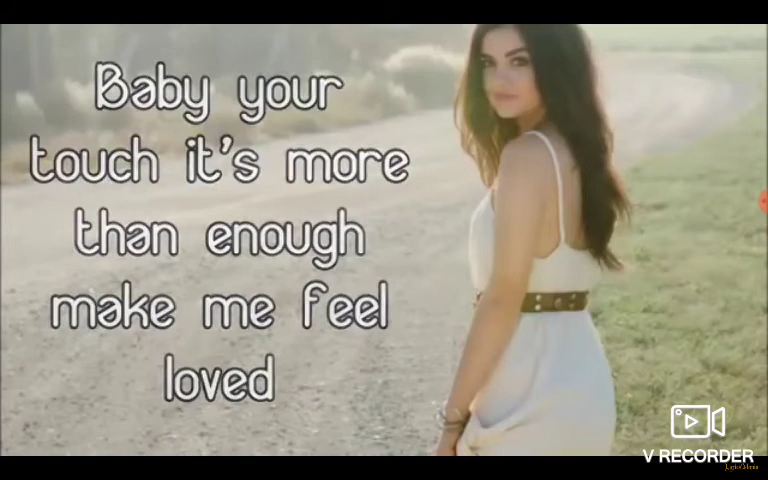 Baby your
touch it's more
than enough
make me feel
loved
V RECORDER